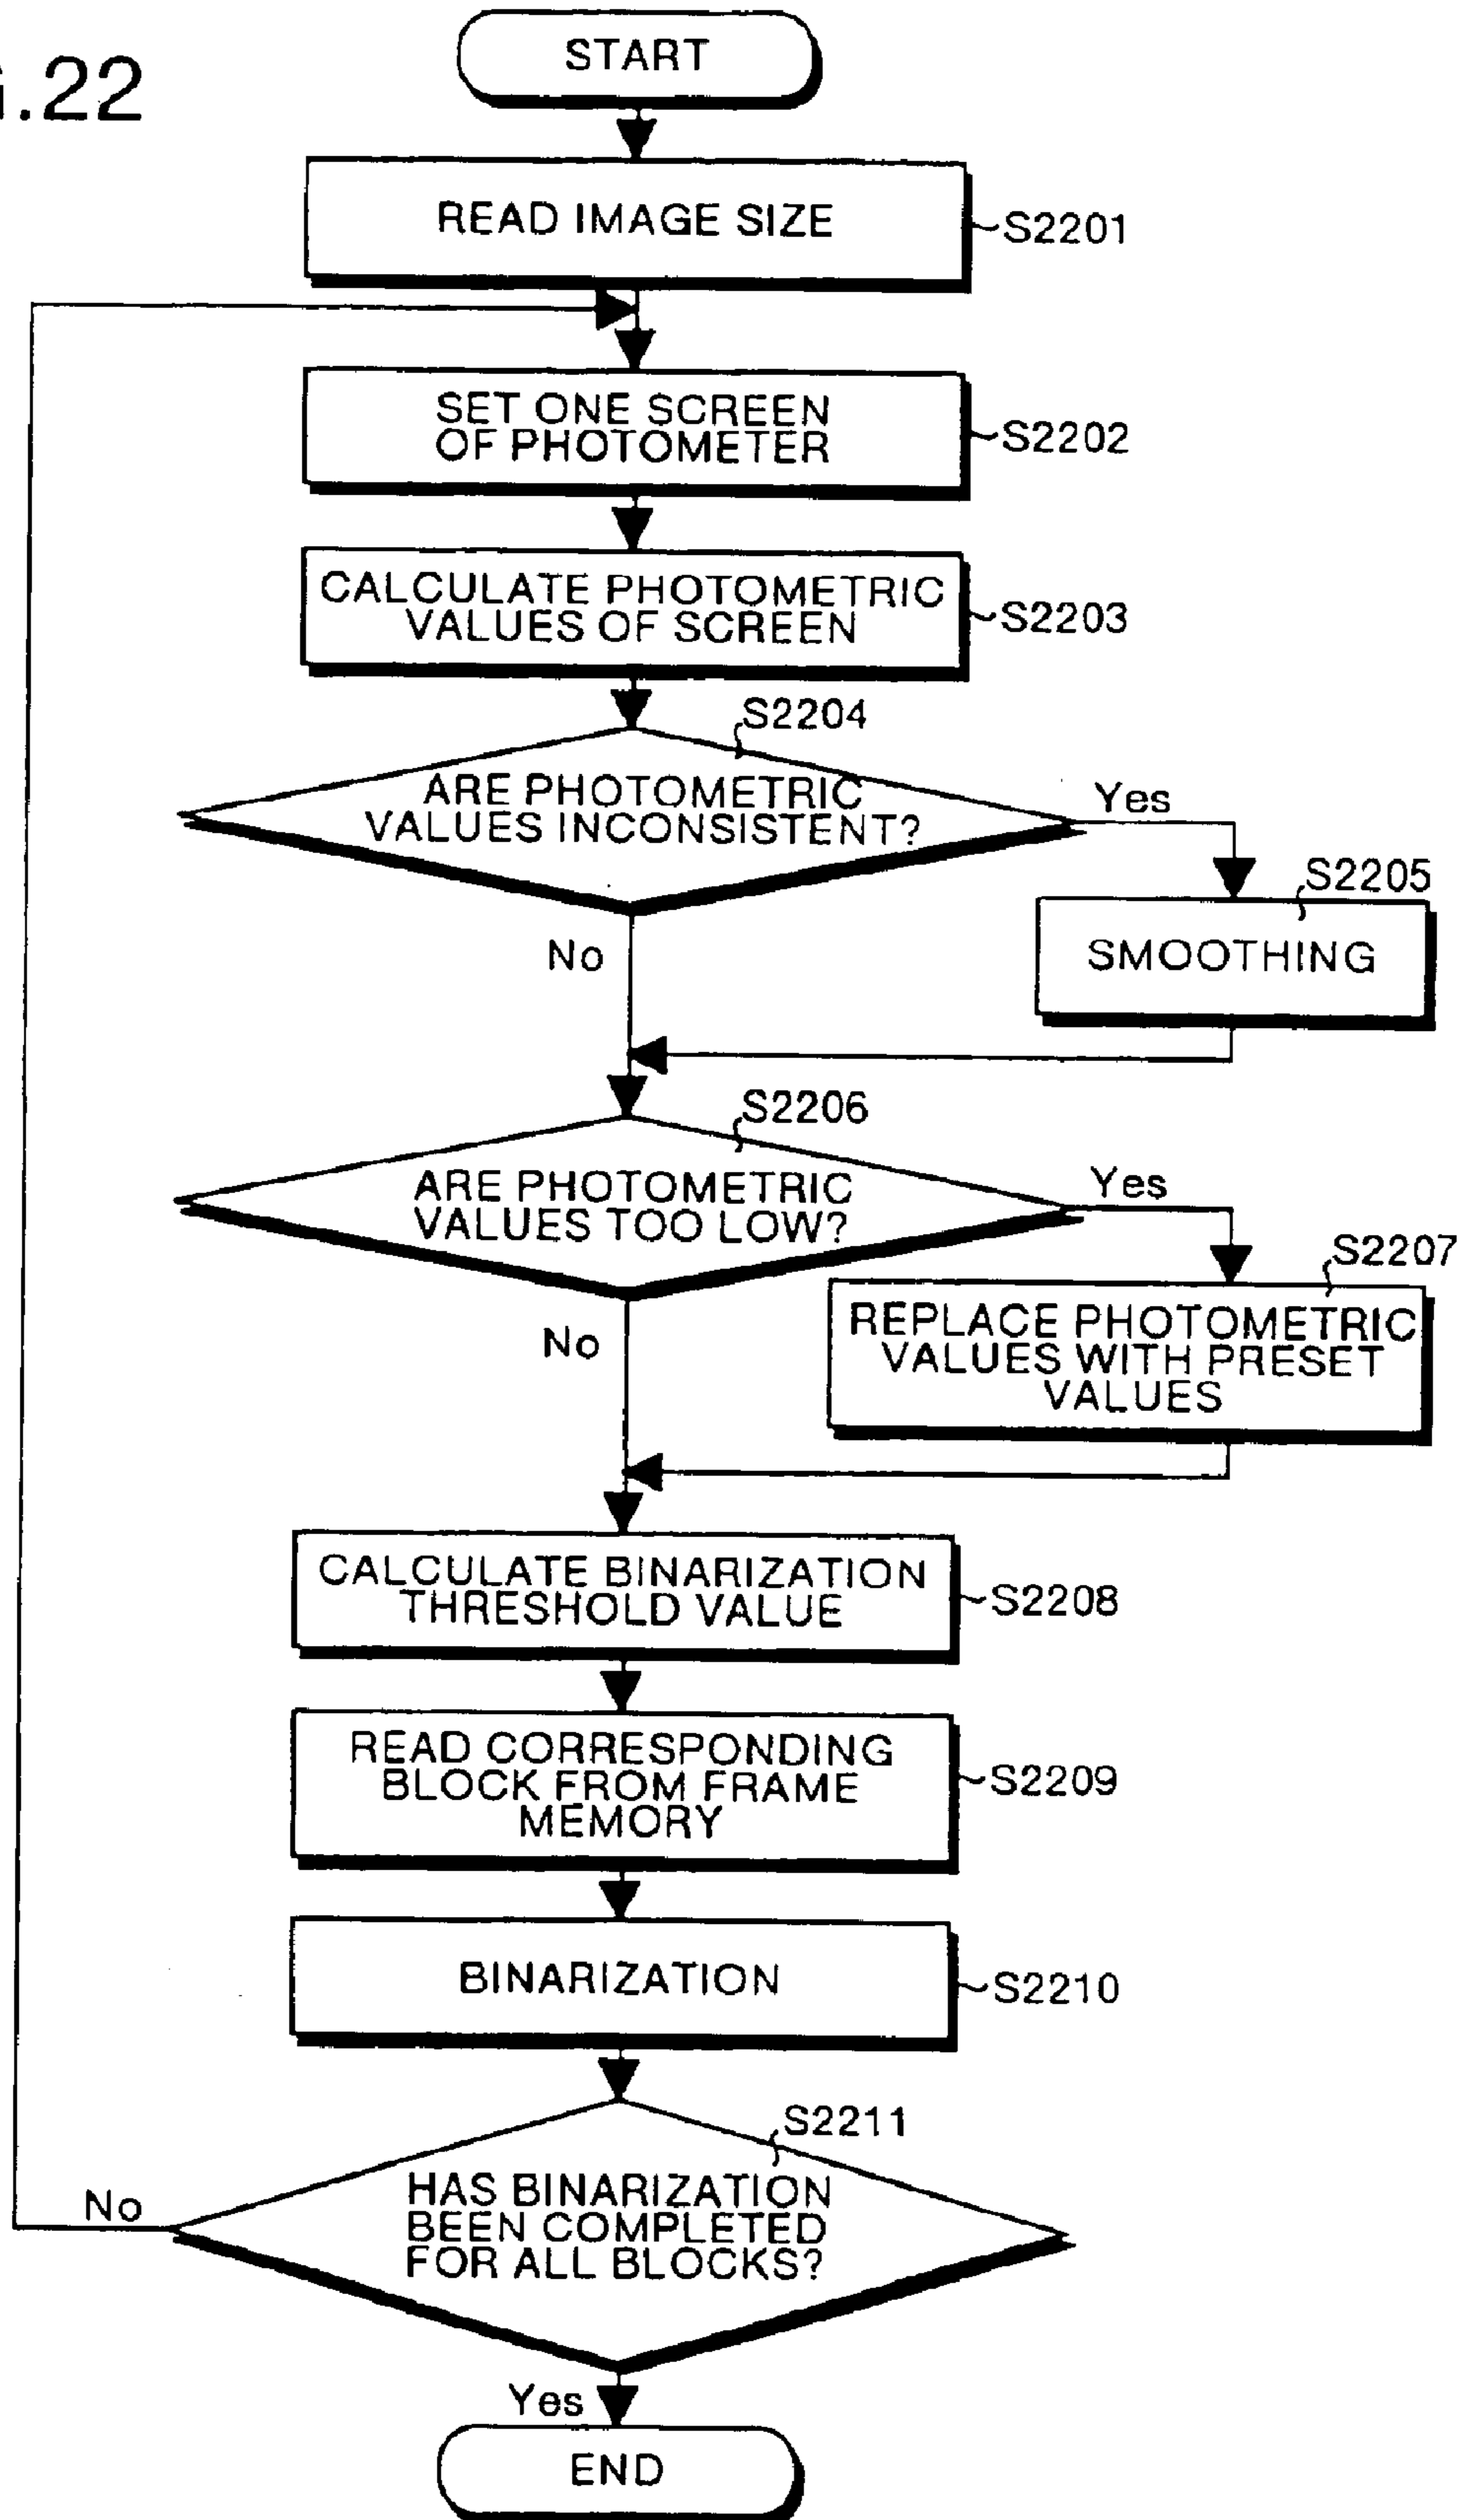 .22
START
READ IMAGE SIZE
S2201
SET ONE SCREEN
OF PHOTOMETER
S2202
CALCULATE PHOTOMETRIC
VALUES OF SCREEN
S2203
S2204
ARE PHOTOMETRIC
VALUES INCONSISTENT?
Yes
S2205
SMOOTHING
No
S2206
ARE PHOTOMETRIC
VALUES TOO LOW?
Yes
S2207
REPLACE PHOTOMETRIC
VALUES WITH PRESET
VALUES
No
CALCULATE BINARIZATION
THRESHOLD VALUE
S2208
READ CORRESPONDING
BLOCK FROM FRAME
MEMORY
S2209
BINARIZATION
S2210
S2211
HAS BINARIZATION
BEEN COMPLETED
FOR ALL BLOCKS?
No
Yes
END